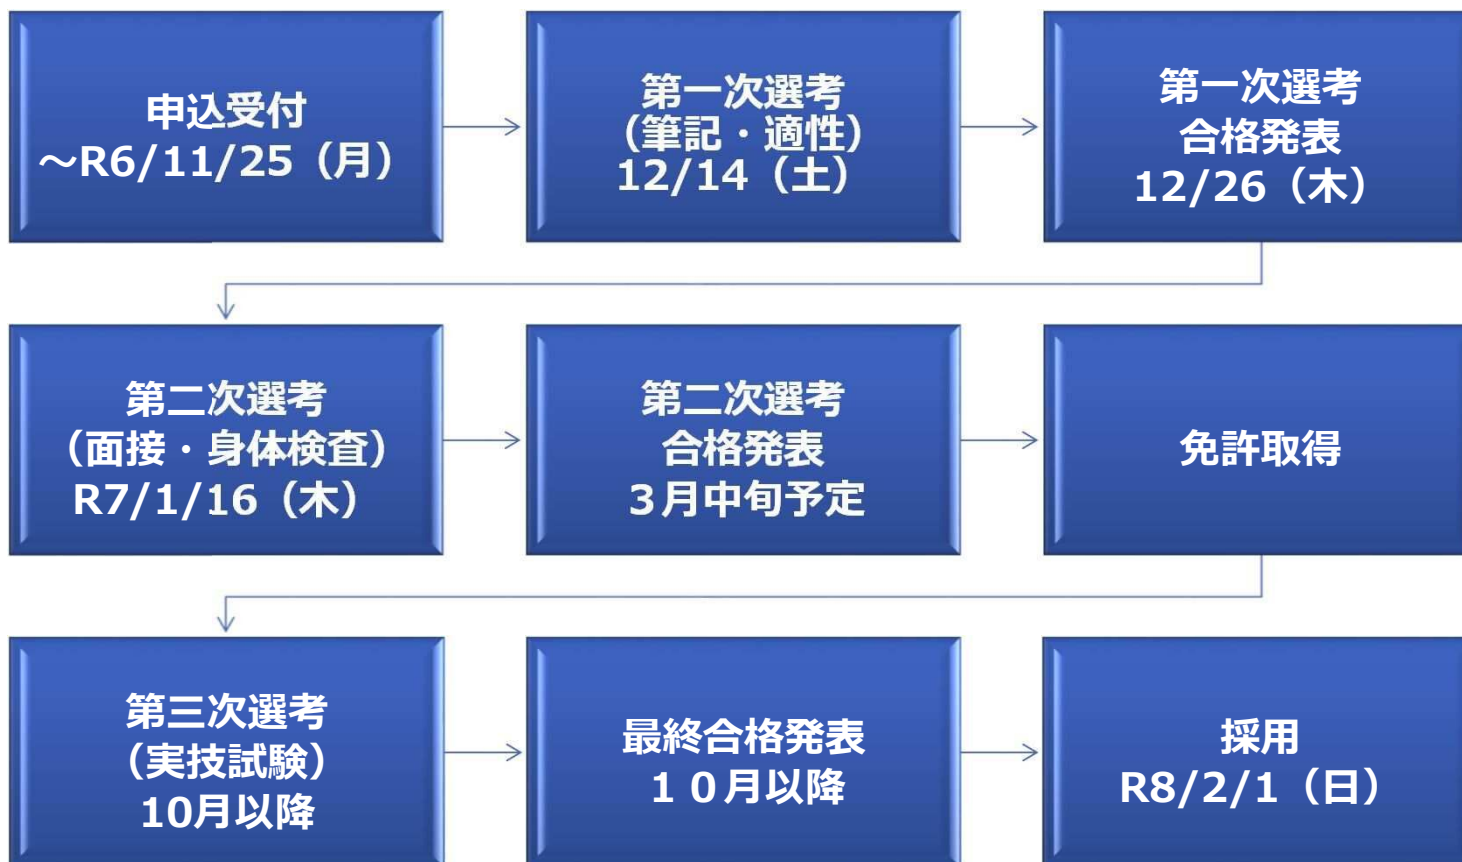 申込受付
～R6/11/25（月）
第一次選考
（筆記・適性）
12/14（土）
第一次選考
合格発表
12/26（木）
第二次選考
（面接・身体検査）
R7/1/16（木）
第二次選考
合格発表
３月中旬予定
免許取得
第三次選考
（実技試験）
10月以降
最終合格発表
１０月以降
採用
R8/2/1（日）